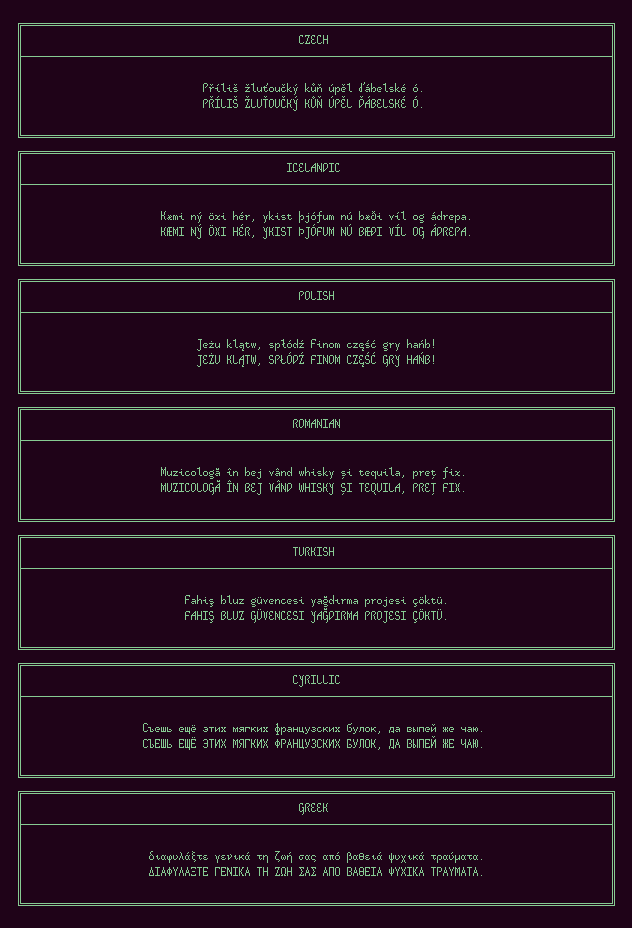 CZECH
Příliš žluťoučký kůň úpěl ďábelské ó.
PŘÍLIŠ ŽLUŤOUČKÝ KŮŇ ÚPĚL ĎÁBELSKÉ Ó.
ICELANDIC
Kæmi ný öxi hér, ykist þjófum nú bæði víl og ádrepa.
KÆMI NÝ ÖXI HÉR, YKIST ÞJÓFUM NÚ BÆÐI VÍL OG ÁDREPA.
POLISH
Jeżu klątw, spłódź Finom część gry hańb!
JEŻU KLĄTW, SPŁÓDŹ FINOM CZĘŚĆ GRY HAŃB!
ROMANIAN
Muzicologă în bej vând whisky și tequila, preț fix.
MUZICOLOGĂ ÎN BEJ VÂND WHISKY ȘI TEQUILA, PREȚ FIX.
TURKISH
Fahiş bluz güvencesi yağdırma projesi çöktü.
FAHIŞ BLUZ GÜVENCESI YAĞDIRMA PROJESI ÇÖKTÜ.
CYRILLIC
Съешь ещё этих мягких французских булок, да выпей же чаю.
СЪЕШЬ ЕЩЁ ЭТИХ МЯГКИХ ФРАНЦУЗСКИХ БУЛОК, ДА ВЫПЕЙ ЖЕ ЧАЮ.
GREEK
διαφυλάξτε γενικά τη ζωή σας από βαθειά ψυχικά τραύματα.
ΔΙΑΦΥΛΑΞΤΕ ΓΕΝΙΚΑ ΤΗ ΖΩΗ ΣΑΣ ΑΠΟ ΒΑΘΕΙΑ ΨΥΧΙΚΑ ΤΡΑΥΜΑΤΑ.